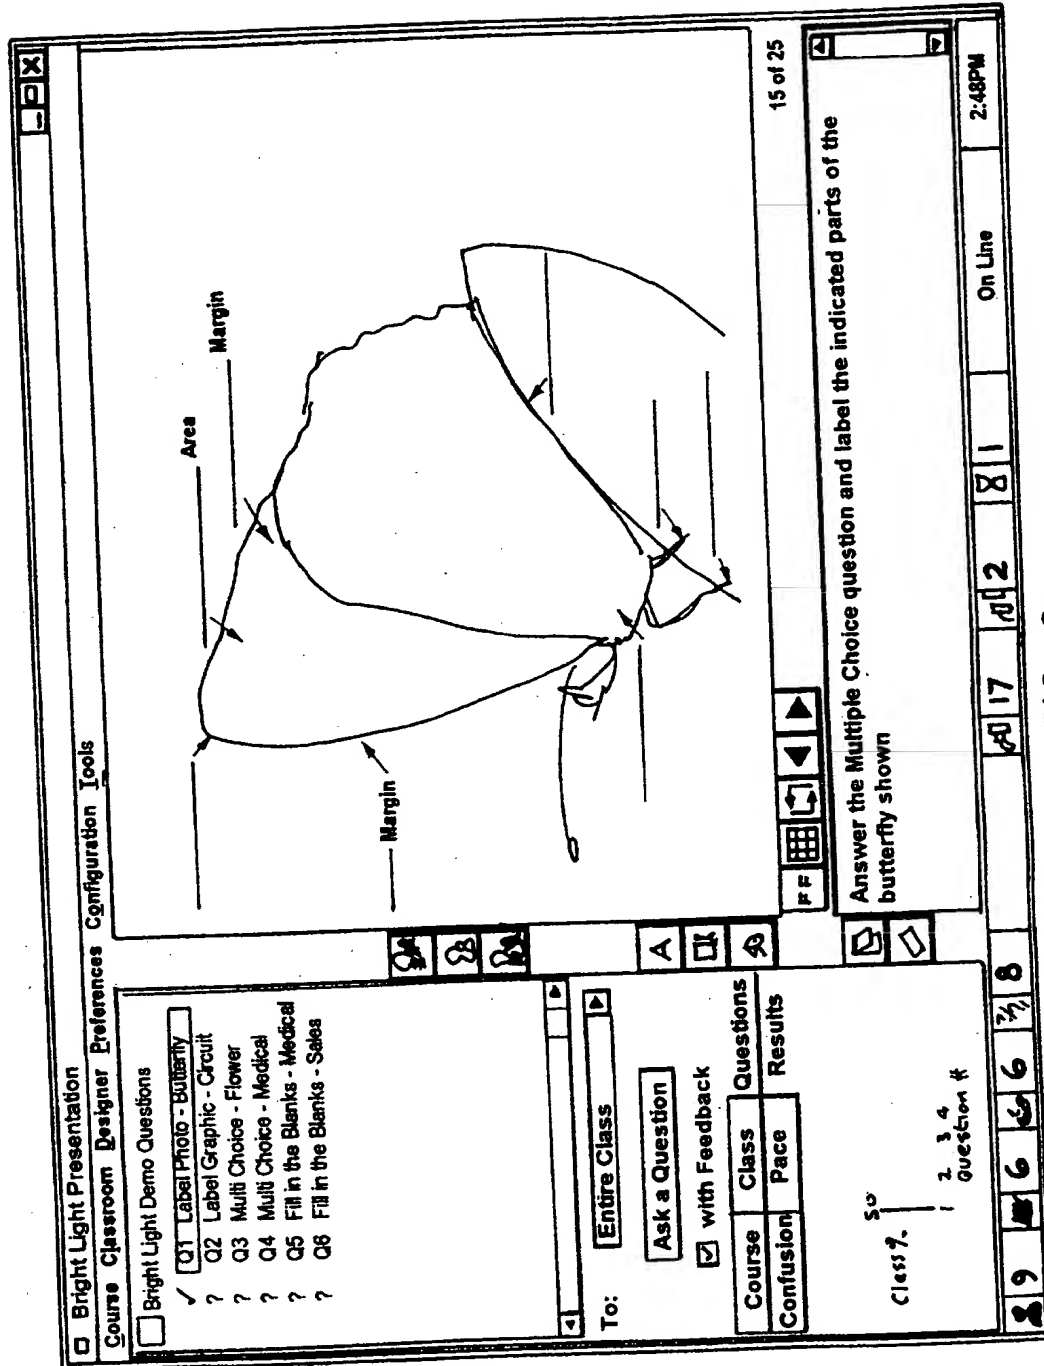 Bright Light Presentation
Course Classroom Designer Preferences Configuration Tools
Bright Light Demo Questions
✓ Q1 Label Photo - Butterfly
? Q2 Label Graphic - Circuit
? Q3 Multi Choice - Flower
? Q4 Multi Choice - Medical
? Q5 Fill in the Blanks - Medical
? Q6 Fill in the Blanks - Sales
To: Entire Class
Ask a Question
with Feedback
Course Class Questions
Confusion Pace Results
Class %
50
1 2 3 4
Question #
Area
Margin
Margin
A
FF
15 of 25
Answer the Multiple Choice question and label the indicated parts of the
butterfly shown
9 6 6 8 17 2 1 On Line 2:48PM